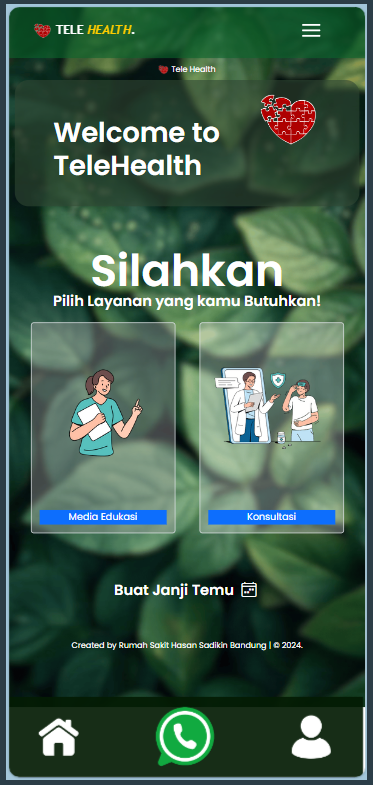 TELE HEALTH.
Tele Health
Welcome to
TeleHealth
Silahkan
Pilih Layanan yang kamu Butuhkan!
Media Edukasi
Konsultasi
Buat Janji Temu
Created by Rumah Sakit Hasan Sadikin Bandung | © 2024.